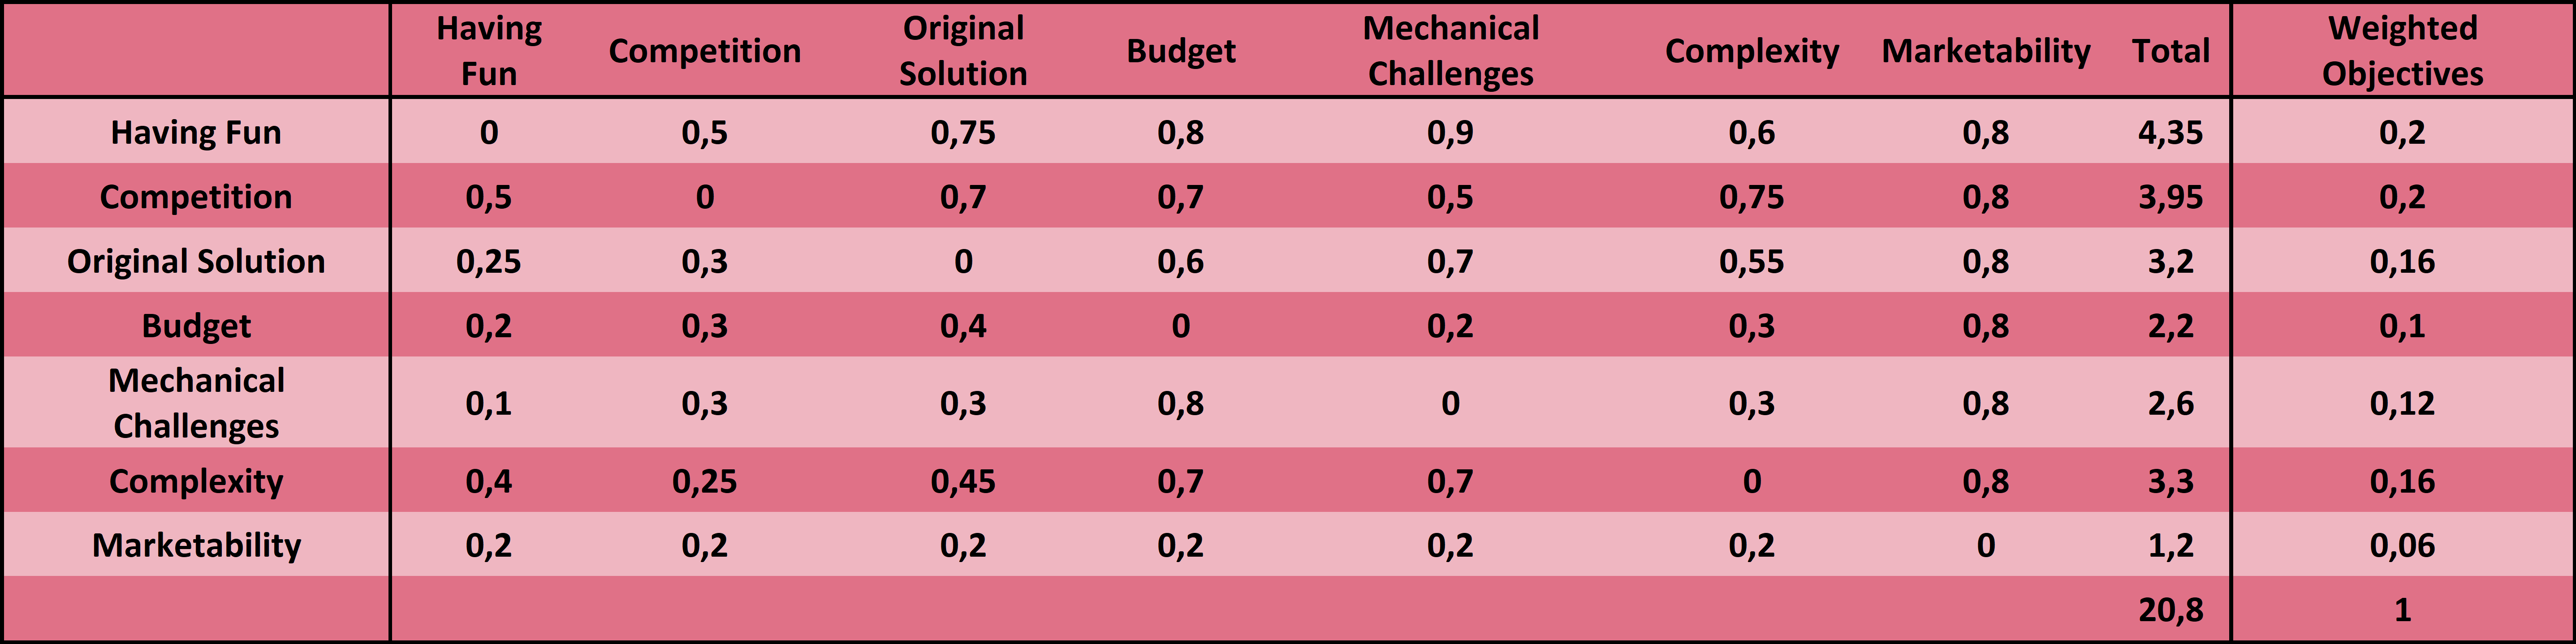 Having Fun Competition Original Solution Budget Mechanical Challenges Complexity Marketability Total Weighted Objectives
Having Fun 0 0,5 0,75 0,8 0,9 0,6 0,8 4,35 0,2
Competition 0,5 0 0,7 0,7 0,5 0,75 0,8 3,95 0,2
Original Solution 0,25 0,3 0 0,6 0,7 0,55 0,8 3,2 0,16
Budget 0,2 0,3 0,4 0 0,2 0,3 0,8 2,2 0,1
Mechanical Challenges 0,1 0,3 0,3 0,8 0 0,3 0,8 2,6 0,12
Complexity 0,4 0,25 0,45 0,7 0,7 0 0,8 3,3 0,16
Marketability 0,2 0,2 0,2 0,2 0,2 0,2 0 1,2 0,06
20,8 1